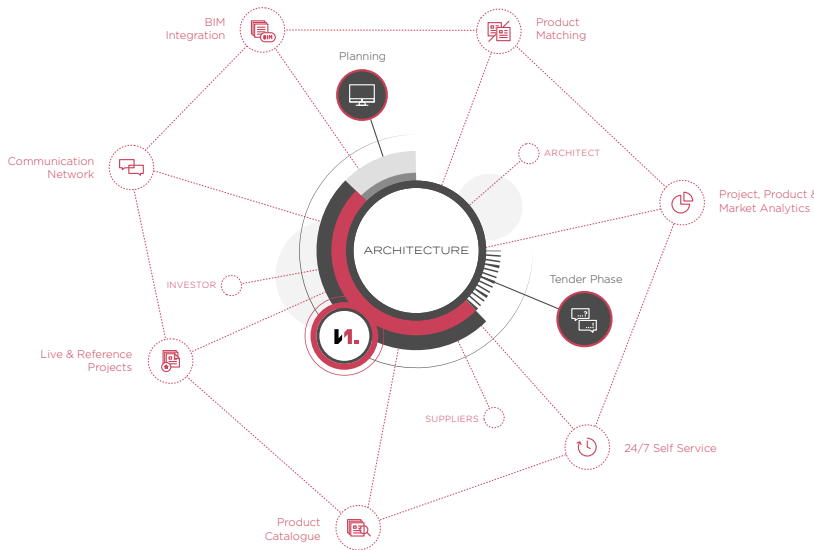 BIM
Integration
Product
Matching
Planning
BIM
Communication
Network
ARCHITECT
Project, Product &
Market Analytics
ARCHITECTURE
INVESTOR
Tender Phase
...?
...!
Live & Reference
Projects
SUPPLIERS
24/7 Self Service
Product
Catalogue